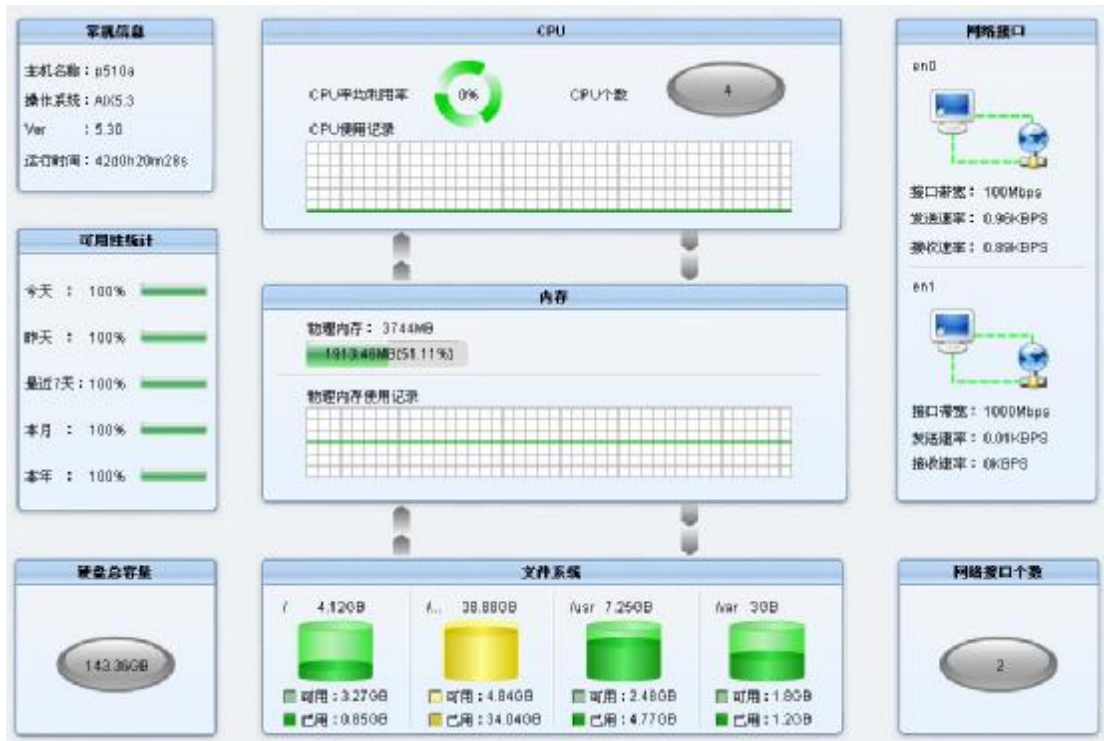 常规信息
主机名称：p510a
操作系统：AIX5.3
Ver ：5.30
运行时间：42d0h20m28s
可用性统计
今天 ： 100%
昨天 ： 100%
最近7天：100%
本月 ： 100%
本年 ： 100%
硬盘总容量
143.36GB
CPU
CPU平均利用率 0% CPU个数 4
CPU使用记录
内存
物理内存： 3744MB
1913.46MB(51.11%)
物理内存使用记录
文件系统
/ 4.12GB /... 38.88GB /usr 7.25GB /var 3GB
可用：3.27GB 可用：4.84GB 可用：2.48GB 可用：1.8GB
已用：0.85GB 已用：34.04GB 已用：4.77GB 已用：1.2GB
网络接口
en0
接口带宽： 100Mbps
发送速率： 0.96KBPS
接收速率： 0.89KBPS
en1
接口带宽： 1000Mbps
发送速率：0.01KBPS
接收速率：0KBPS
网络接口个数
2